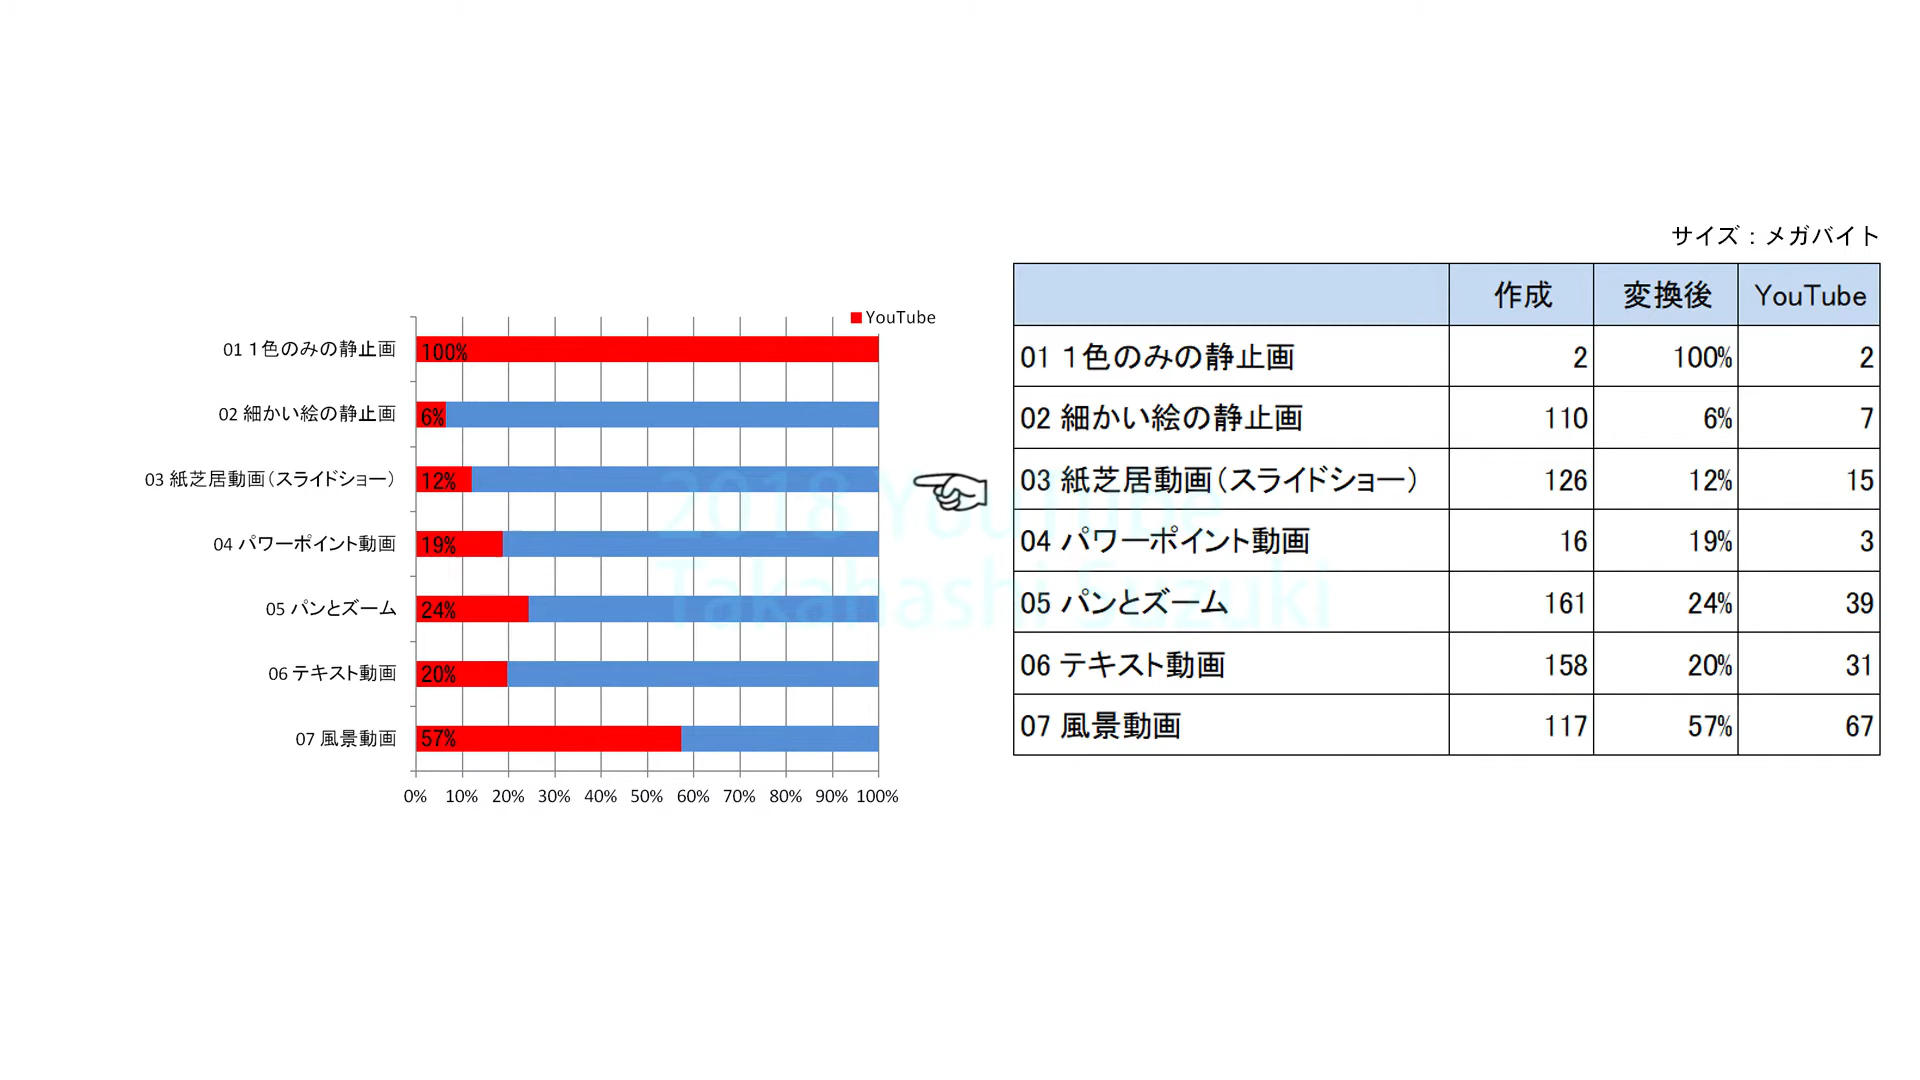 YouTube
01 １色のみの静止画
100%
02 細かい絵の静止画
6%
03 紙芝居動画（スライドショー）
12%
04 パワーポイント動画
19%
05 パンとズーム
24%
06 テキスト動画
20%
07 風景動画
57%
0% 10% 20% 30% 40% 50% 60% 70% 80% 90% 100%
サイズ：メガバイト
作成 変換後 YouTube
01 １色のみの静止画 2 100% 2
02 細かい絵の静止画 110 6% 7
03 紙芝居動画（スライドショー） 126 12% 15
04 パワーポイント動画 16 19% 3
05 パンとズーム 161 24% 39
06 テキスト動画 158 20% 31
07 風景動画 117 57% 67
2018 YouTube
Takahashi Suzuki